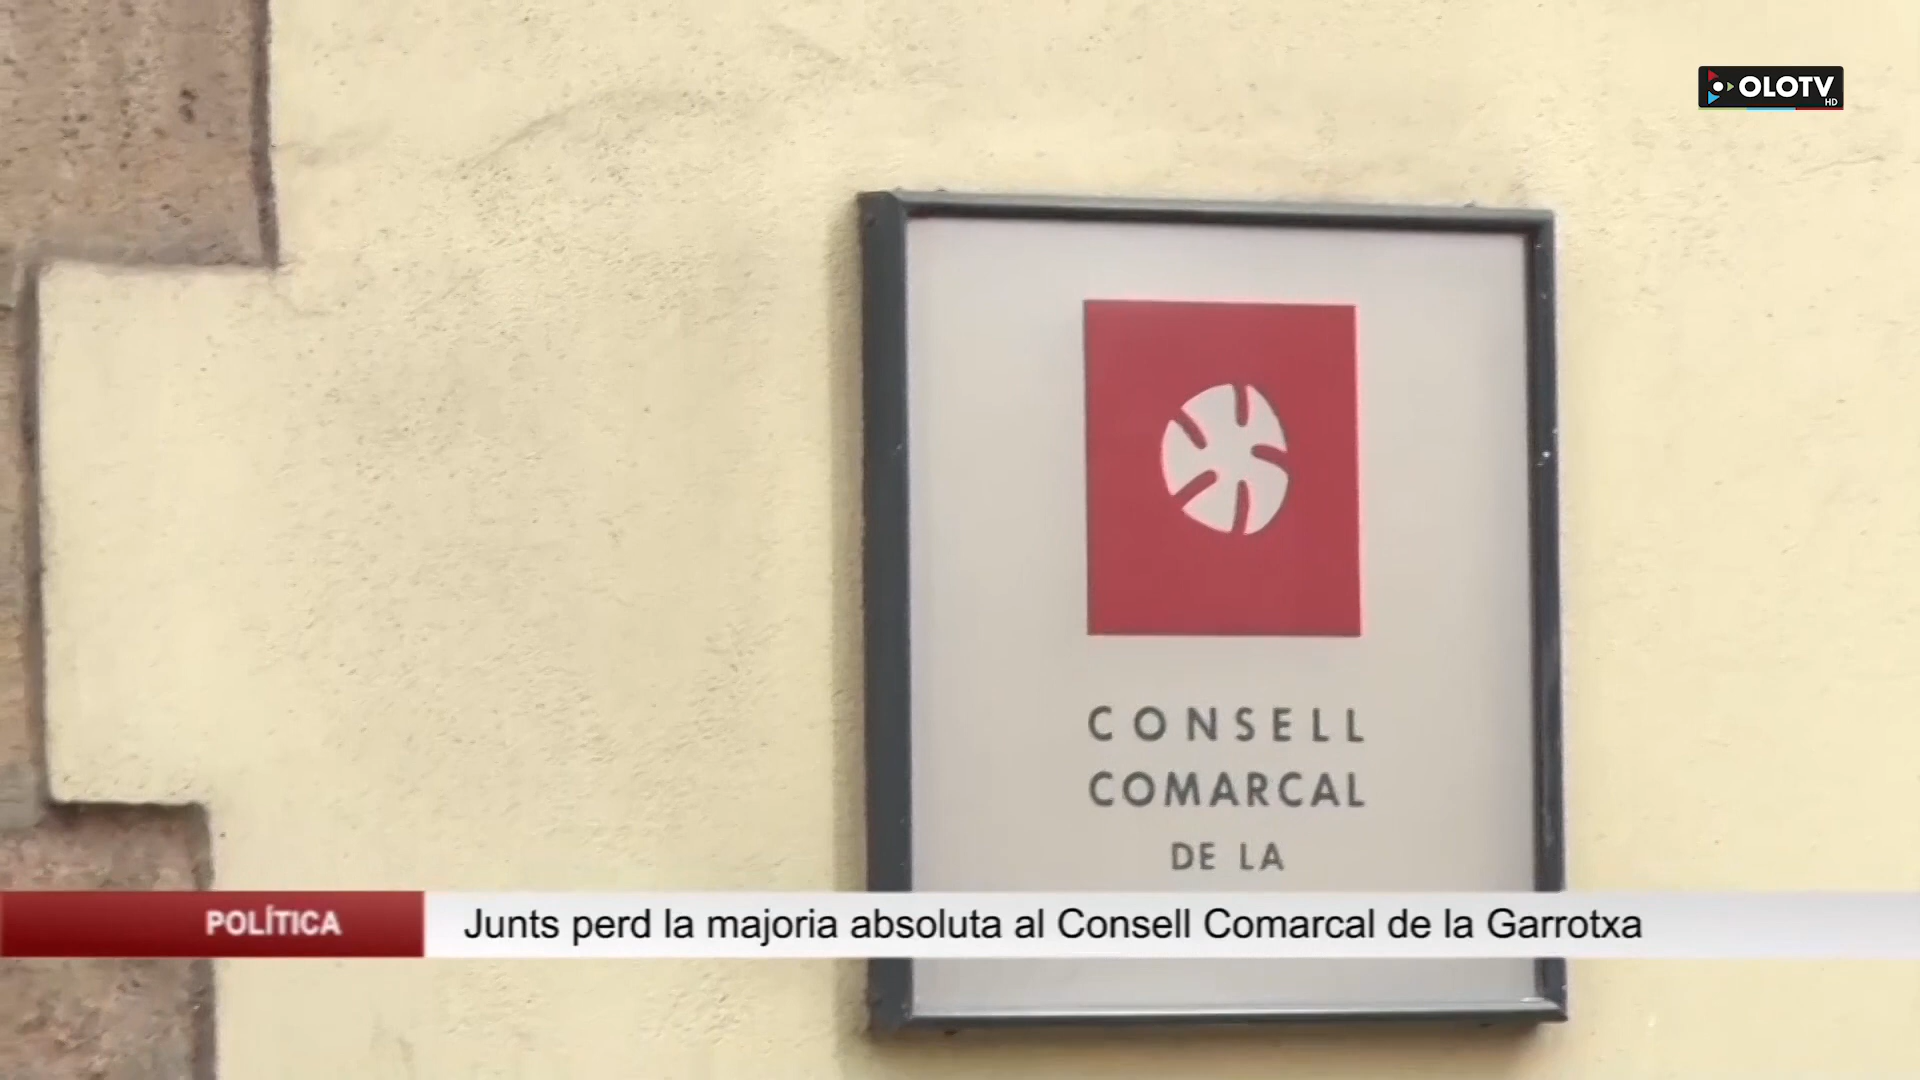 OLOTV
HD
CONSELL
COMARCAL
DE LA
POLÍTICA
Junts perd la majoria absoluta al Consell Comarcal de la Garrotxa